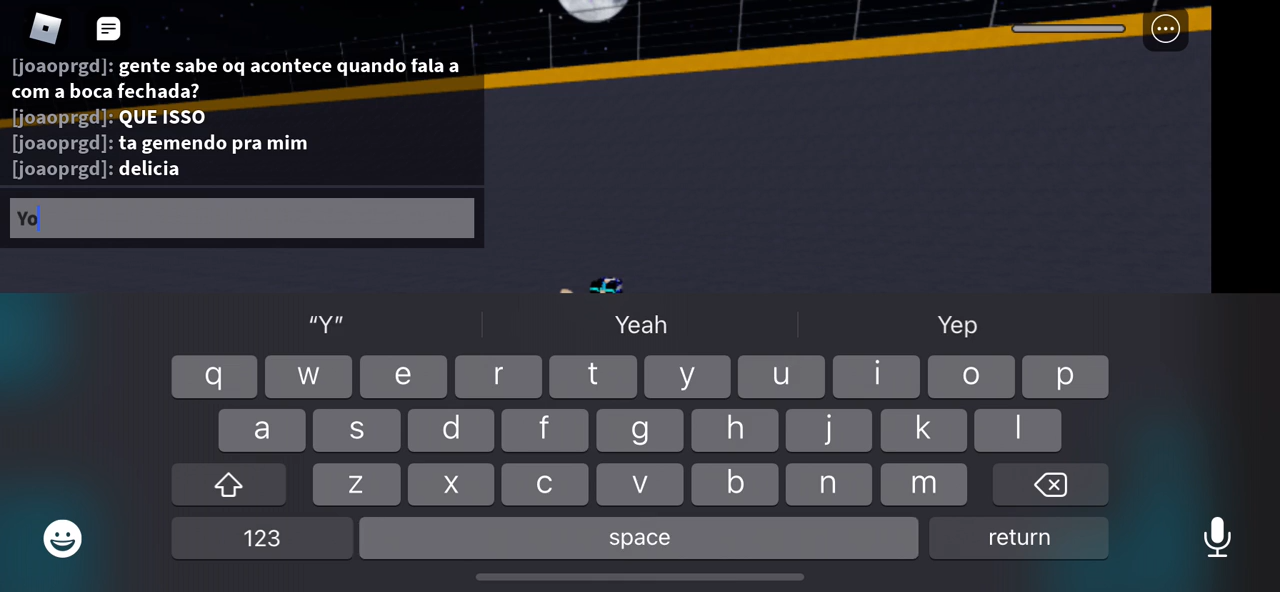 [joaoprgd]: gente sabe oq acontece quando fala a
com a boca fechada?
[joaoprgd]: QUE ISSO
[joaoprgd]: ta gemendo pra mim
[joaoprgd]: delicia
Yo
“Y” Yeah Yep
q w e r t y u i o p
a s d f g h j k l
z x c v b n m
123 space return